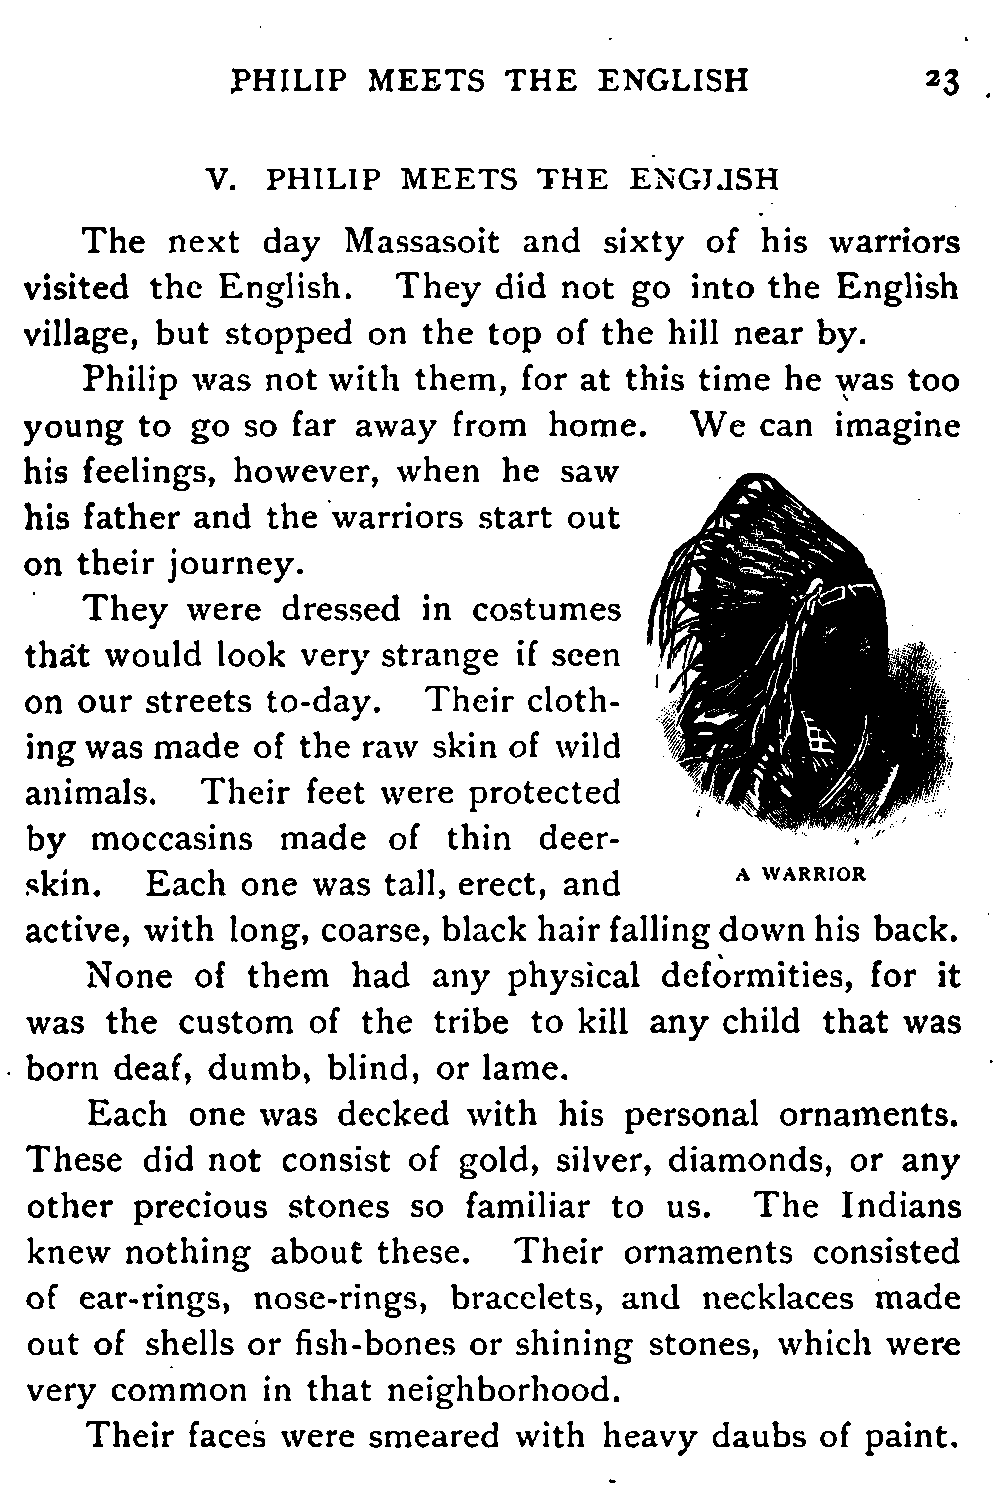 PHILIP MEETS THE ENGLISH 23
V. PHILIP MEETS THE ENGLISH
The next day Massasoit and sixty of his warriors
visited the English. They did not go into the English
village, but stopped on the top of the hill near by.
Philip was not with them, for at this time he was too
young to go so far away from home. We can imagine
his feelings, however, when he saw
his father and the warriors start out
on their journey.
They were dressed in costumes
that would look very strange if seen
on our streets to-day. Their cloth-
ing was made of the raw skin of wild
animals. Their feet were protected
by moccasins made of thin deer-
skin. Each one was tall, erect, and
A WARRIOR
active, with long, coarse, black hair falling down his back.
None of them had any physical deformities, for it
was the custom of the tribe to kill any child that was
born deaf, dumb, blind, or lame.
Each one was decked with his personal ornaments.
These did not consist of gold, silver, diamonds, or any
other precious stones so familiar to us. The Indians
knew nothing about these. Their ornaments consisted
of ear-rings, nose-rings, bracelets, and necklaces made
out of shells or fish-bones or shining stones, which were
very common in that neighborhood.
Their faces were smeared with heavy daubs of paint.